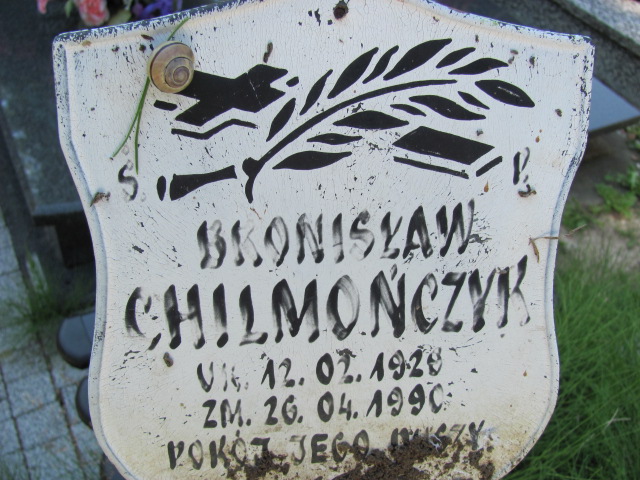 Ś. P.
BRONISŁAW
CHILMOŃCZYK
UR. 12. 02. 1928
ZM. 26. 04. 1990
POKÓJ JEGO DUSZY